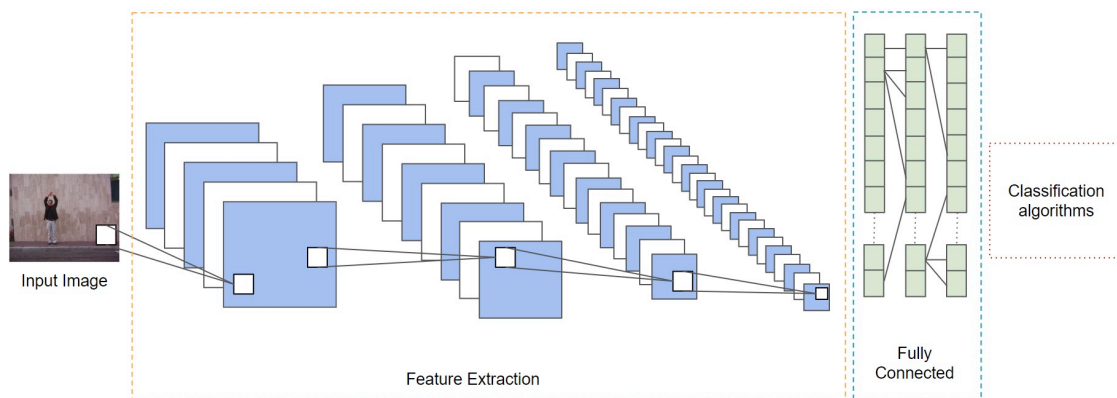 Input Image
Feature Extraction
Fully
Connected
Classification
algorithms